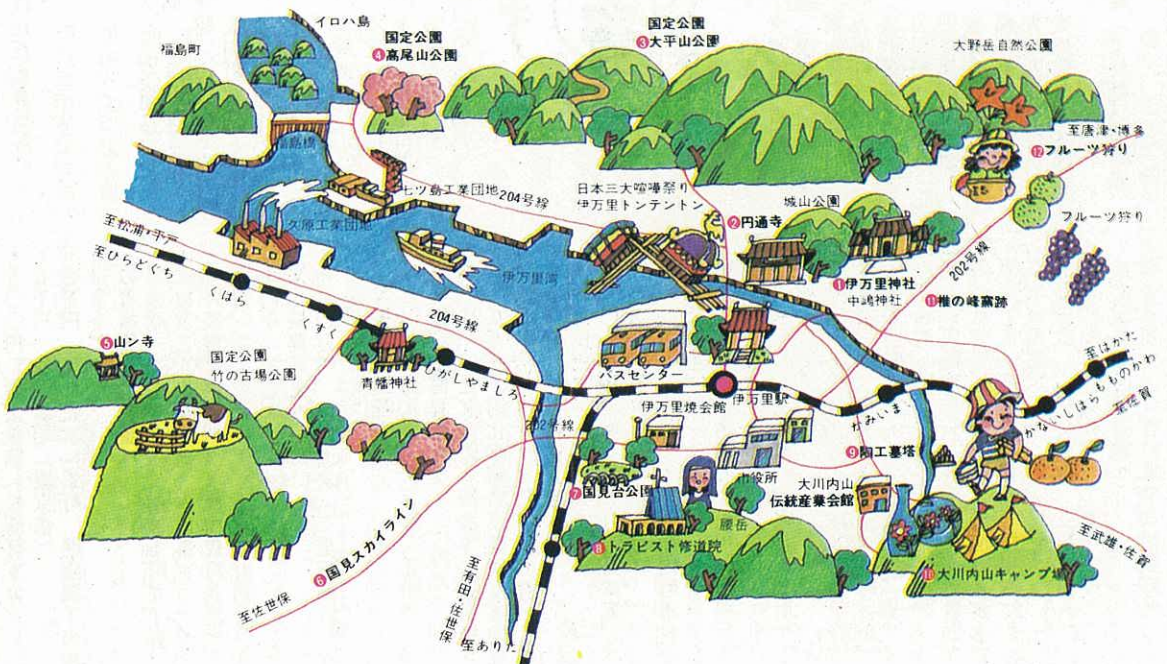 イロハ島
福島町
国定公園
④高尾山公園
国定公園
③大平山公園
大野岳自然公園
至唐津・博多
⑫フルーツ狩り
福島橋
七ツ島工業団地
204号線
日本三大喧嘩祭り
伊万里トンテントン
②円通寺
城山公園
フルーツ狩り
久原工業団地
至松浦・平戸
至ひらどぐち
くはら
くすく
伊万里湾
204号線
①伊万里神社
中嶋神社
202号線
⑪椎の峰窯跡
⑤山ン寺
国定公園
竹の古場公園
青幡神社
ひがしやましろ
バスセンター
至はかた
もものかわ
かないしはら
至佐賀
202号線
伊万里焼会館
伊万里駅
かみいまり
⑨陶工墓塔
市役所
大川内山
伝統産業会館
⑦国見台公園
腰岳
⑧トラピスト修道院
⑥国見スカイライン
至佐世保
至有田・佐世保
至ありた
⑩大川内山キャンプ場
至武雄・佐賀